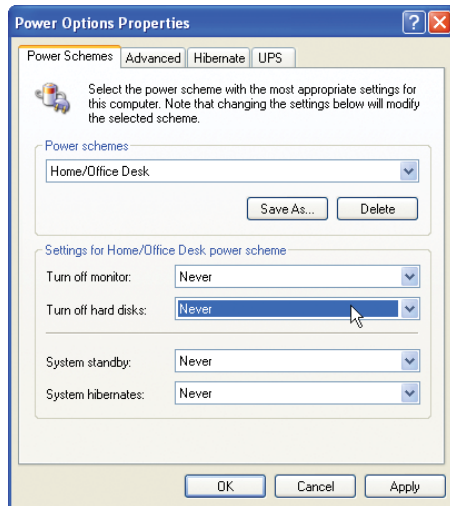 Power Options Properties
Power Schemes Advanced Hibernate UPS
Select the power scheme with the most appropriate settings for
this computer. Note that changing the settings below will modify
the selected scheme.
Power schemes
Home/Office Desk
Save As... Delete
Settings for Home/Office Desk power scheme
Turn off monitor: Never
Turn off hard disks: Never
System standby: Never
System hibernates: Never
OK Cancel Apply